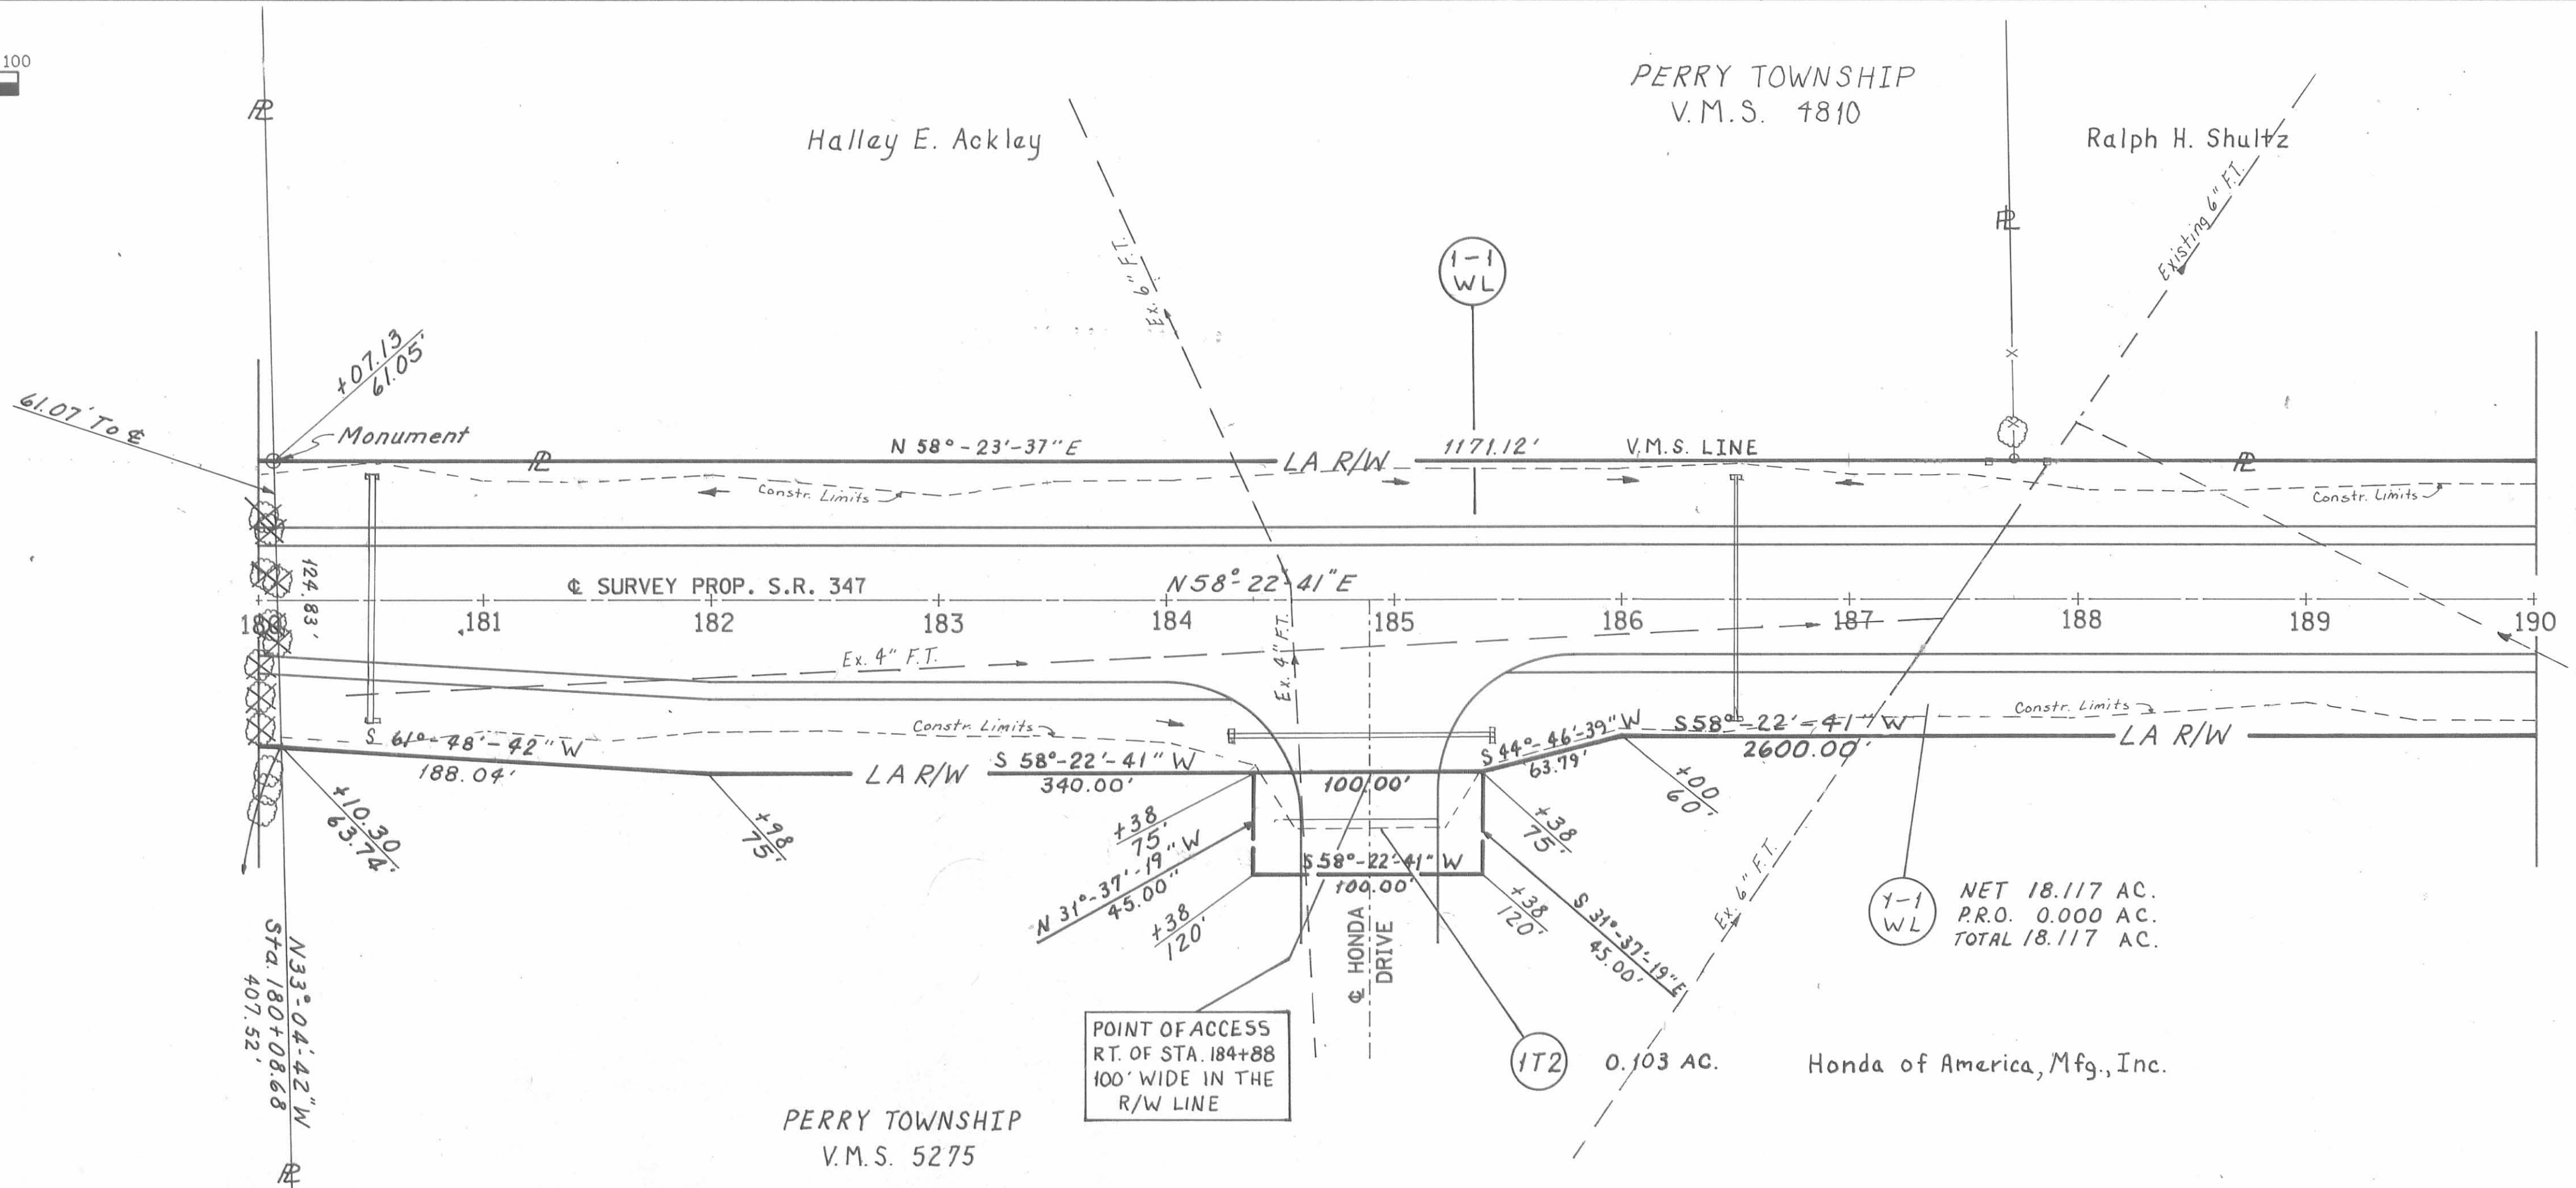 100
PERRY TOWNSHIP
V.M.S. 4810
Halley E. Ackley
Ralph H. Shultz
Existing 6" F.T.
Ex. 6" F.T.
1-1
WL
+07.13
61.05'
61.07' To ℄
Monument
N 58°-23'-37" E
LA R/W
1171.12'
V.M.S. LINE
Constr. Limits
Constr. Limits
124.83'
℄ SURVEY PROP. S.R. 347
N 58°-22'-41" E
180
181
182
183
184
185
186
187
188
189
190
Ex. 4" F.T.
Ex. 4" F.T.
Constr. Limits
Constr. Limits
S 61°-48'-42" W
188.04'
LA R/W
S 58°-22'-41" W
340.00'
100.00'
S 44°-46'-39" W
63.79'
S 58°-22'-41" W
2600.00'
LA R/W
+10.30
63.74'
+98
75'
+38
75'
+38
75'
+00
60'
N 31°-37'-19" W
45.00"
+38
120'
S 58°-22'-41" W
100.00'
+38
120'
S 31°-37'-19" E
45.00'
Ex. 6" F.T.
℄ HONDA
DRIVE
NET 18.117 AC.
P.R.O. 0.000 AC.
TOTAL 18.117 AC.
WL
N 33°-04'-42" W
Sta. 180+08.68
407.52'
POINT OF ACCESS
RT. OF STA. 184+88
100' WIDE IN THE
R/W LINE
1T2
0.103 AC.
Honda of America, Mfg., Inc.
PERRY TOWNSHIP
V.M.S. 5275